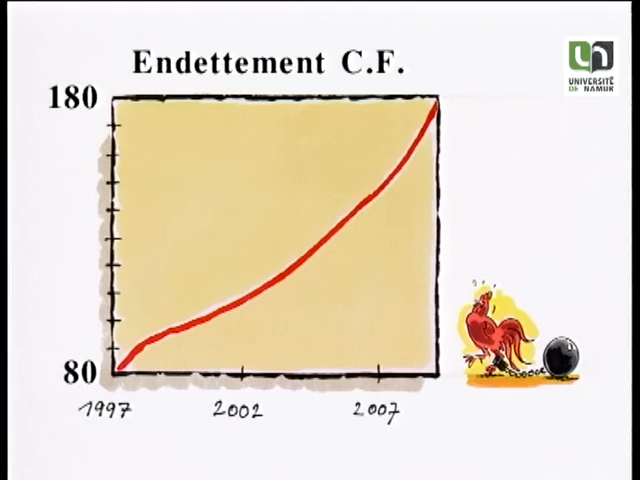 Endettement C.F.
180
80
1997
2002
2007
UNIVERSITÉ
DE NAMUR